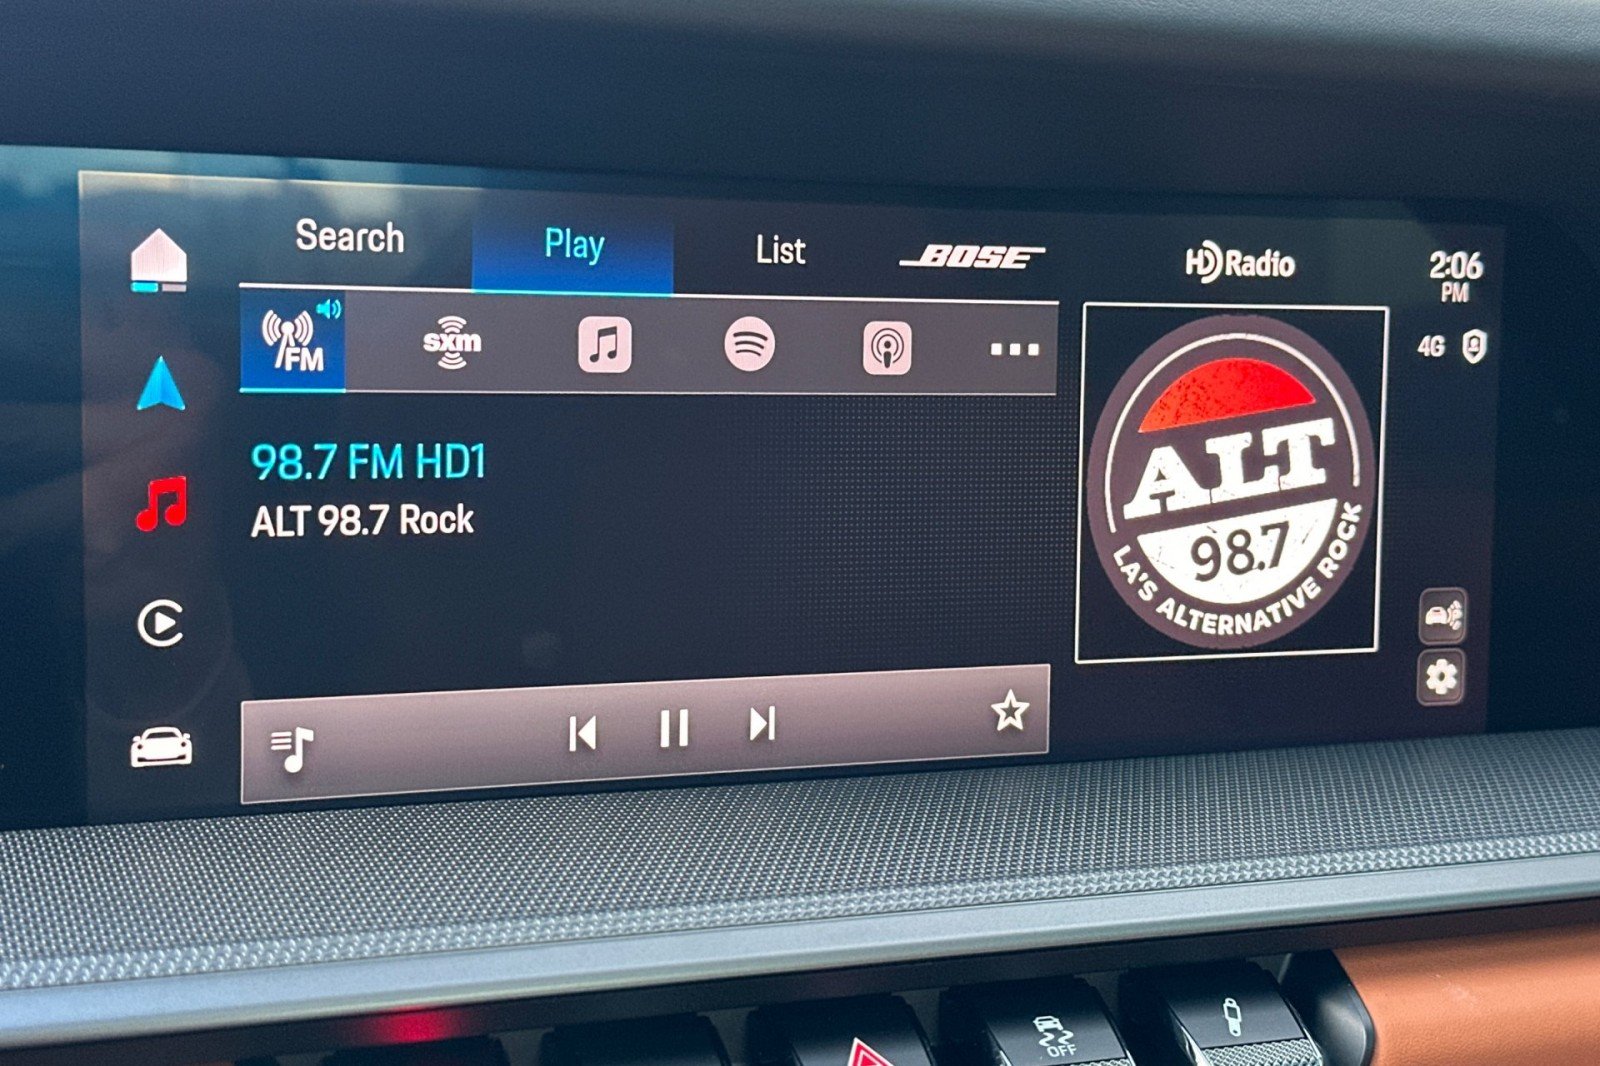 Search
Play
List
BOSE
HD Radio
2:06
PM
FM
sxm
4G
98.7 FM HD1
ALT 98.7 Rock
ALT
98.7
LA'S ALTERNATIVE ROCK
OFF